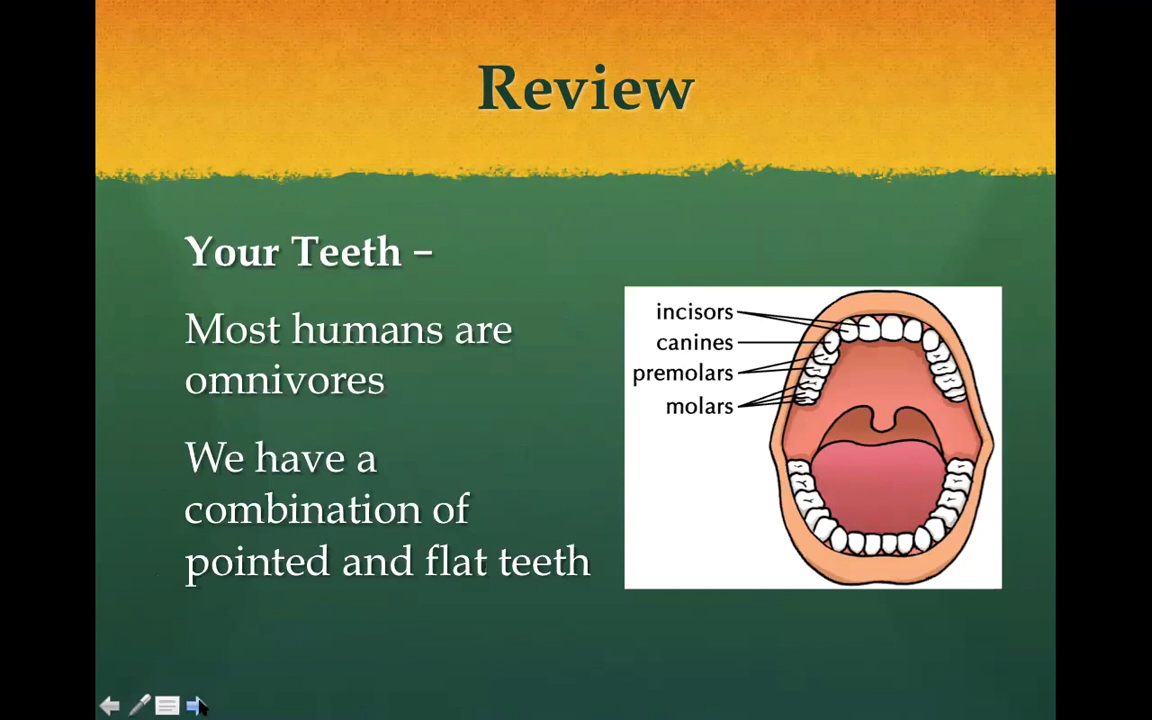 Review
Your Teeth –
Most humans are
omnivores
We have a
combination of
pointed and flat teeth
incisors
canines
premolars
molars